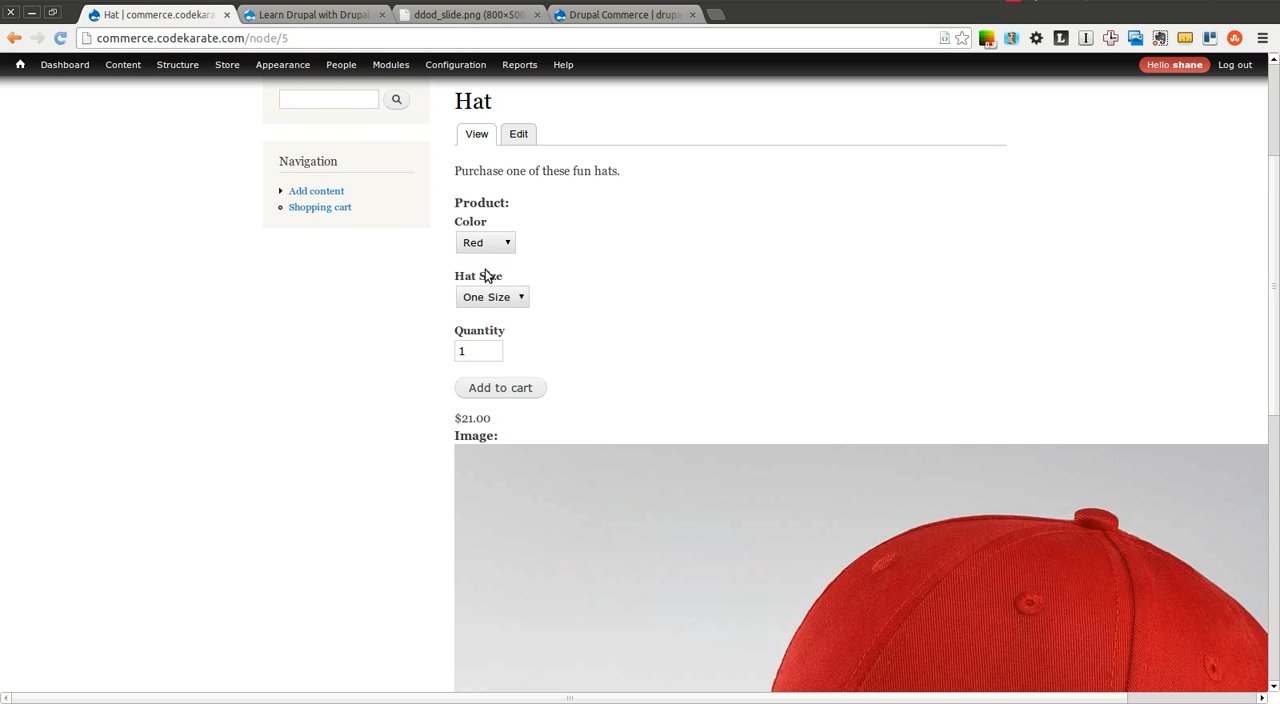 Hat | commerce.codekara
Learn Drupal with Drupal
ddod_slide.png (800×500
Drupal Commerce | drupa
commerce.codekarate.com/node/5
Dashboard Content Structure Store Appearance People Modules Configuration Reports Help
Hello shane Log out
Hat
View Edit
Navigation
Add content
Shopping cart
Purchase one of these fun hats.
Product:
Color
Red
Hat Size
One Size
Quantity
1
Add to cart
$21.00
Image: